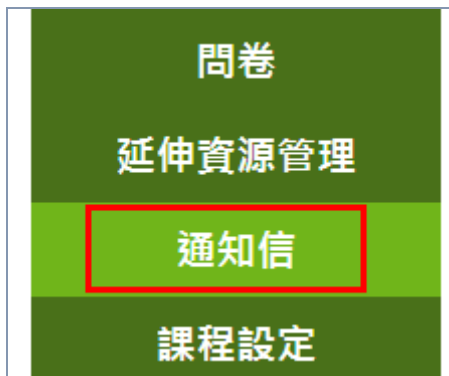 問卷
延伸資源管理
通知信
課程設定